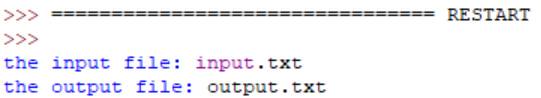 >>> ================================ RESTART
>>>
the input file: input.txt
the output file: output.txt